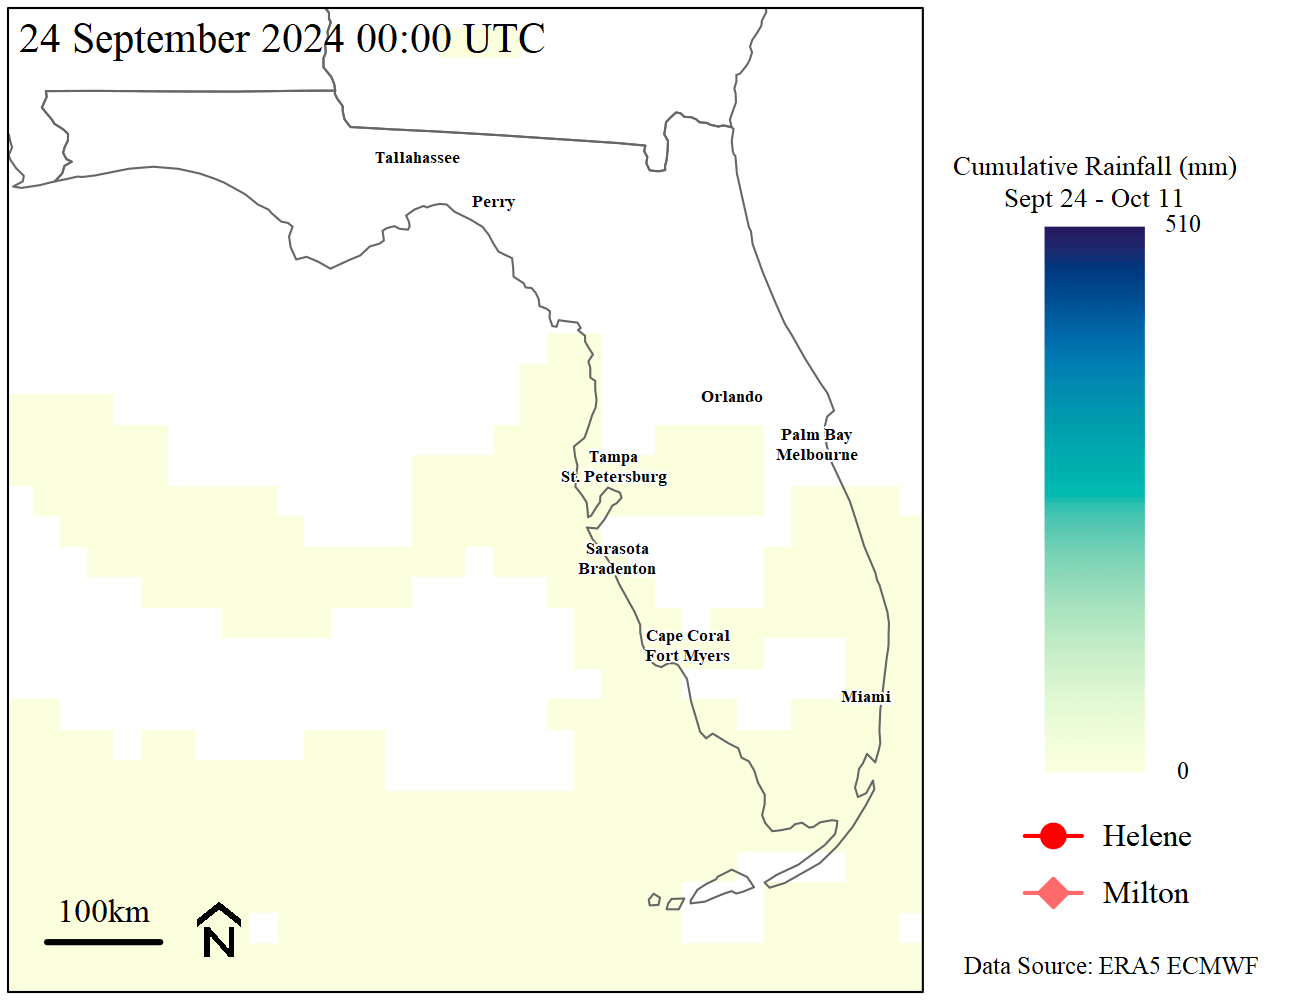 24 September 2024 00:00 UTC
Tallahassee
Perry
Orlando
Palm Bay
Melbourne
Tampa
St. Petersburg
Sarasota
Bradenton
Cape Coral
Fort Myers
Miami
100km
N
Cumulative Rainfall (mm)
Sept 24 - Oct 11
510
0
Helene
Milton
Data Source: ERA5 ECMWF